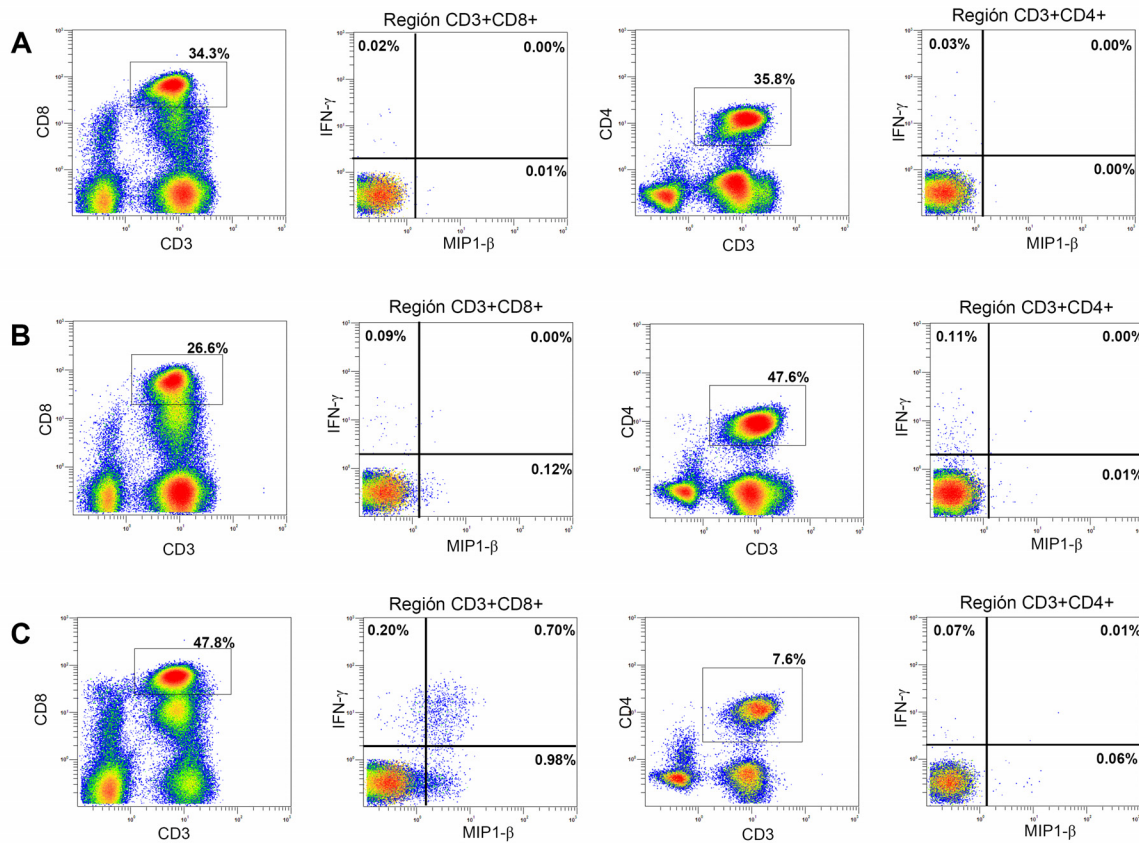 Región CD3+CD8+
Región CD3+CD4+
A
34.3%
CD8
CD3
0.02%
0.00%
0.01%
IFN-γ
MIP1-β
35.8%
CD4
CD3
0.03%
0.00%
0.00%
IFN-γ
MIP1-β
Región CD3+CD8+
Región CD3+CD4+
B
26.6%
CD8
CD3
0.09%
0.00%
0.12%
IFN-γ
MIP1-β
47.6%
CD4
CD3
0.11%
0.00%
0.01%
IFN-γ
MIP1-β
Región CD3+CD8+
Región CD3+CD4+
C
47.8%
CD8
CD3
0.20%
0.70%
0.98%
IFN-γ
MIP1-β
7.6%
CD4
CD3
0.07%
0.01%
0.06%
IFN-γ
MIP1-β